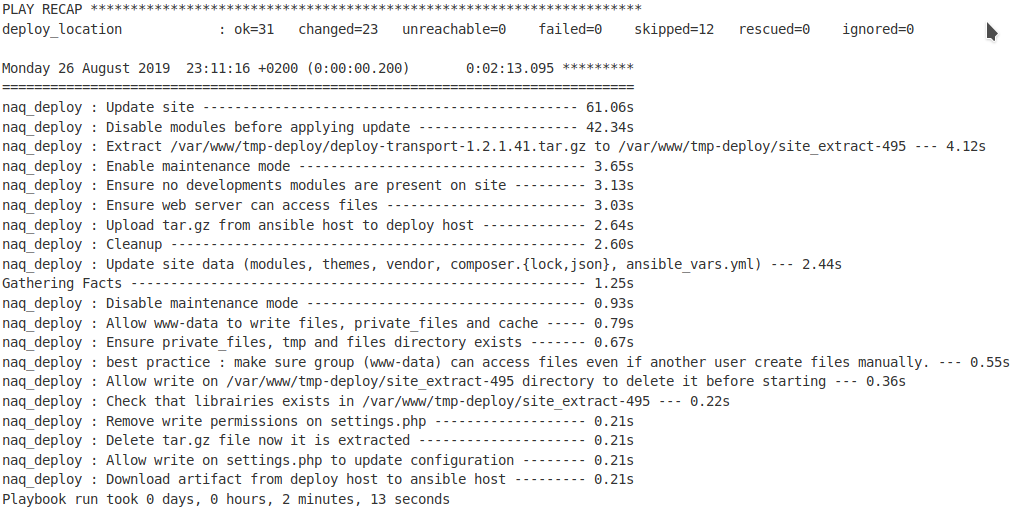 PLAY RECAP *********************************************************************
deploy_location            : ok=31   changed=23   unreachable=0    failed=0    skipped=12   rescued=0    ignored=0
Monday 26 August 2019  23:11:16 +0200 (0:00:00.200)       0:02:13.095 *********
===============================================================================
naq_deploy : Update site ----------------------------------------------- 61.06s
naq_deploy : Disable modules before applying update -------------------- 42.34s
naq_deploy : Extract /var/www/tmp-deploy/deploy-transport-1.2.1.41.tar.gz to /var/www/tmp-deploy/site_extract-495 --- 4.12s
naq_deploy : Enable maintenance mode ------------------------------------ 3.65s
naq_deploy : Ensure no developments modules are present on site --------- 3.13s
naq_deploy : Ensure web server can access files ------------------------- 3.03s
naq_deploy : Upload tar.gz from ansible host to deploy host ------------- 2.64s
naq_deploy : Cleanup ---------------------------------------------------- 2.60s
naq_deploy : Update site data (modules, themes, vendor, composer.{lock,json}, ansible_vars.yml) --- 2.44s
Gathering Facts --------------------------------------------------------- 1.25s
naq_deploy : Disable maintenance mode ----------------------------------- 0.93s
naq_deploy : Allow www-data to write files, private_files and cache ----- 0.79s
naq_deploy : Ensure private_files, tmp and files directory exists ------- 0.67s
naq_deploy : best practice : make sure group (www-data) can access files even if another user create files manually. --- 0.55s
naq_deploy : Allow write on /var/www/tmp-deploy/site_extract-495 directory to delete it before starting --- 0.36s
naq_deploy : Check that librairies exists in /var/www/tmp-deploy/site_extract-495 --- 0.22s
naq_deploy : Remove write permissions on settings.php ------------------- 0.21s
naq_deploy : Delete tar.gz file now it is extracted --------------------- 0.21s
naq_deploy : Allow write on settings.php to update configuration -------- 0.21s
naq_deploy : Download artifact from deploy host to ansible host --------- 0.21s
Playbook run took 0 days, 0 hours, 2 minutes, 13 seconds